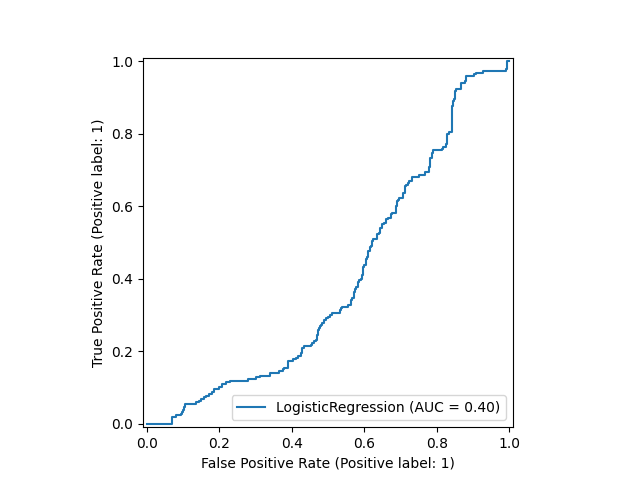 1.0
0.8
0.6
0.4
0.2
0.0
True Positive Rate (Positive label: 1)
LogisticRegression (AUC = 0.40)
0.0 0.2 0.4 0.6 0.8 1.0
False Positive Rate (Positive label: 1)